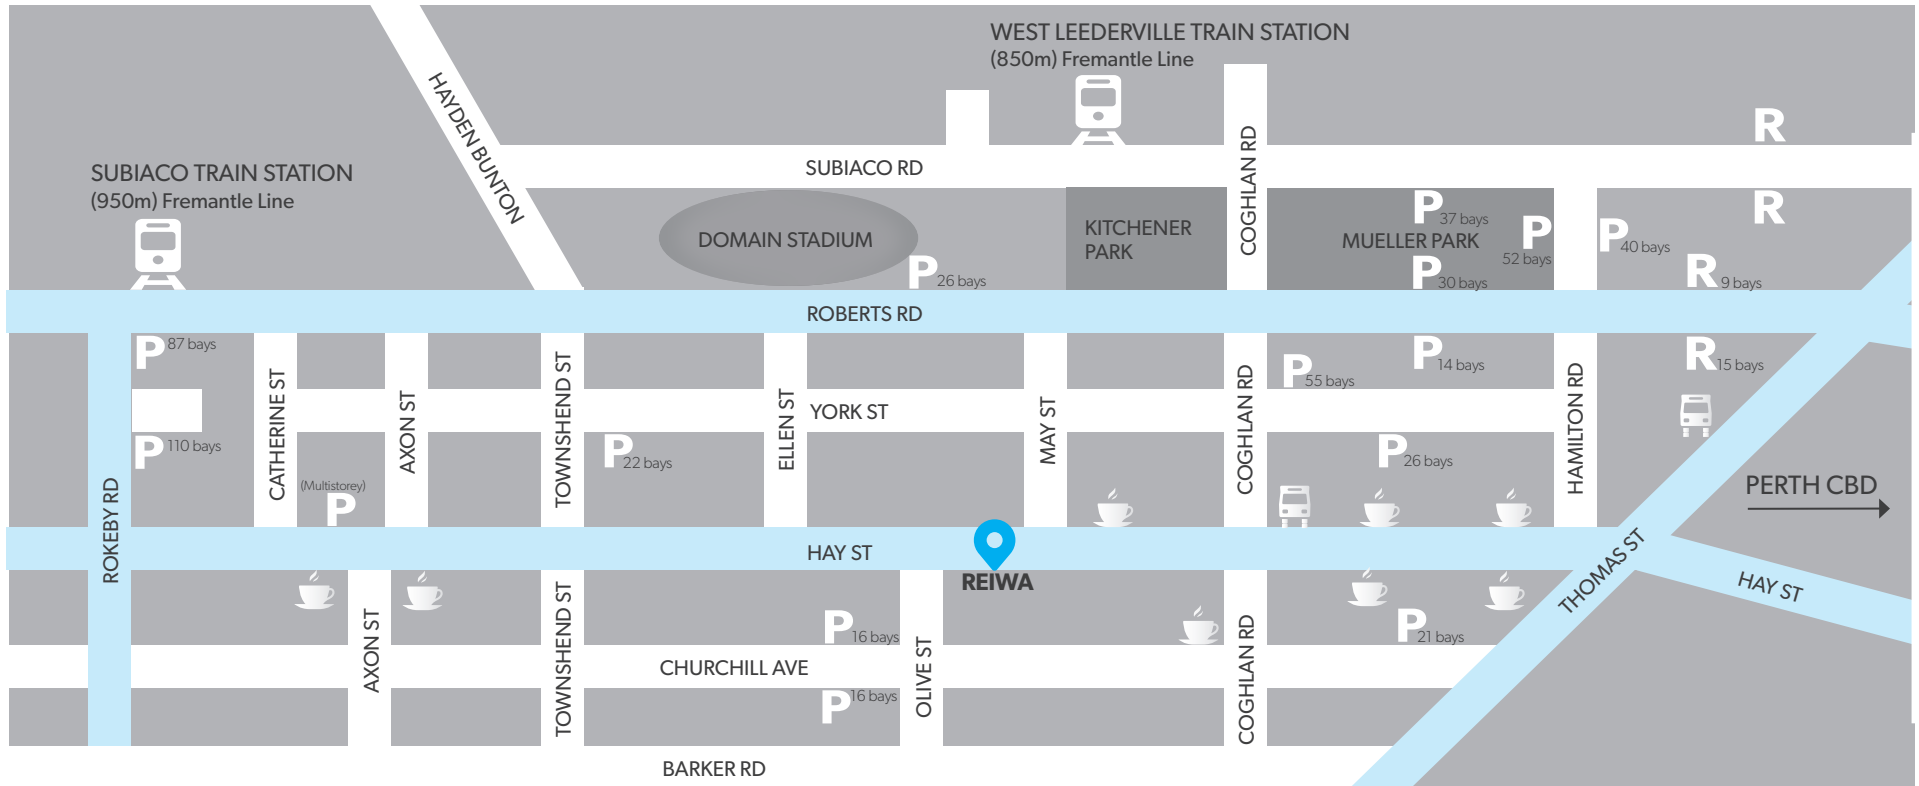 WEST LEEDERVILLE TRAIN STATION
(850m) Fremantle Line
HAYDEN BUNTON
SUBIACO TRAIN STATION
(950m) Fremantle Line
SUBIACO RD
COGHLAN RD
R
R
DOMAIN STADIUM
KITCHENER
PARK
MUELLER PARK
P 37 bays
P 52 bays
P 40 bays
P 26 bays
P 30 bays
R 9 bays
ROBERTS RD
P 87 bays
P 14 bays
R 15 bays
P 55 bays
CATHERINE ST
AXON ST
TOWNSHEND ST
ELLEN ST
YORK ST
MAY ST
COGHLAN RD
HAMILTON RD
P 110 bays
P 22 bays
P 26 bays
(Multistorey)
P
ROKEBY RD
PERTH CBD
HAY ST
REIWA
THOMAS ST
HAY ST
AXON ST
TOWNSHEND ST
P 16 bays
OLIVE ST
COGHLAN RD
P 21 bays
CHURCHILL AVE
P 16 bays
BARKER RD